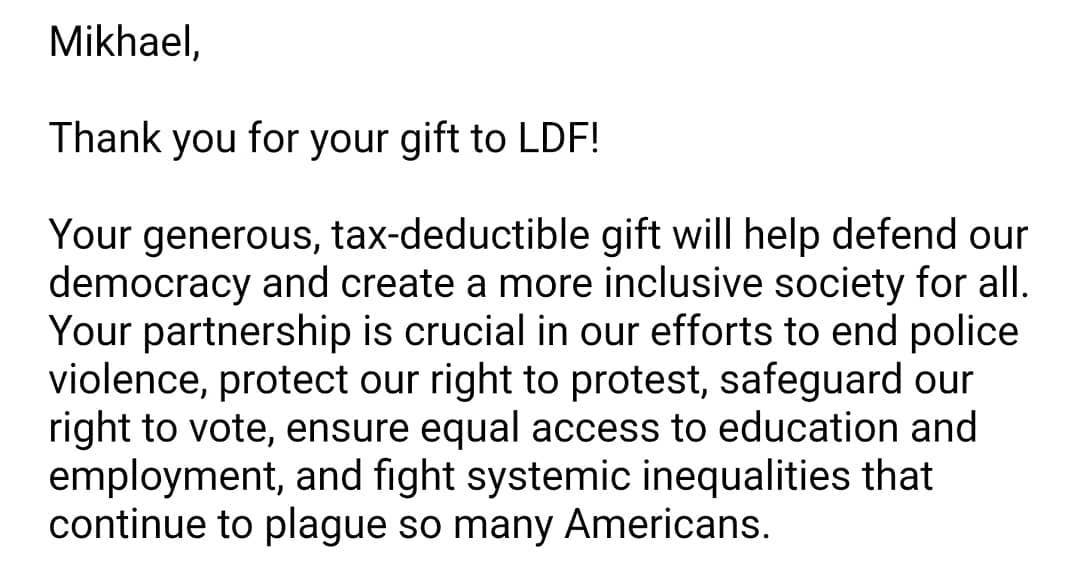 Mikhael,
Thank you for your gift to LDF!
Your generous, tax-deductible gift will help defend our
democracy and create a more inclusive society for all.
Your partnership is crucial in our efforts to end police
violence, protect our right to protest, safeguard our
right to vote, ensure equal access to education and
employment, and fight systemic inequalities that
continue to plague so many Americans.